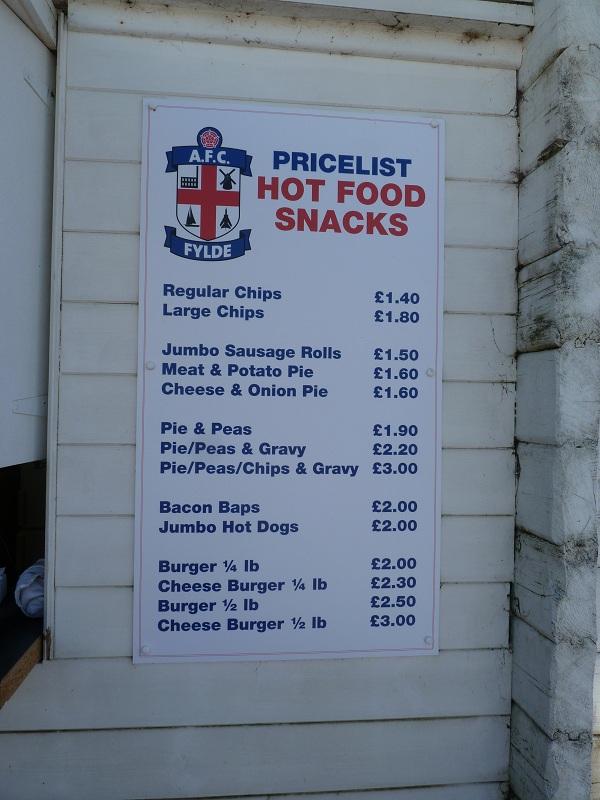 A.F.C.
FYLDE
PRICELIST
HOT FOOD
SNACKS
Regular Chips £1.40
Large Chips £1.80
Jumbo Sausage Rolls £1.50
Meat & Potato Pie £1.60
Cheese & Onion Pie £1.60
Pie & Peas £1.90
Pie/Peas & Gravy £2.20
Pie/Peas/Chips & Gravy £3.00
Bacon Baps £2.00
Jumbo Hot Dogs £2.00
Burger ¼ lb £2.00
Cheese Burger ¼ lb £2.30
Burger ½ lb £2.50
Cheese Burger ½ lb £3.00